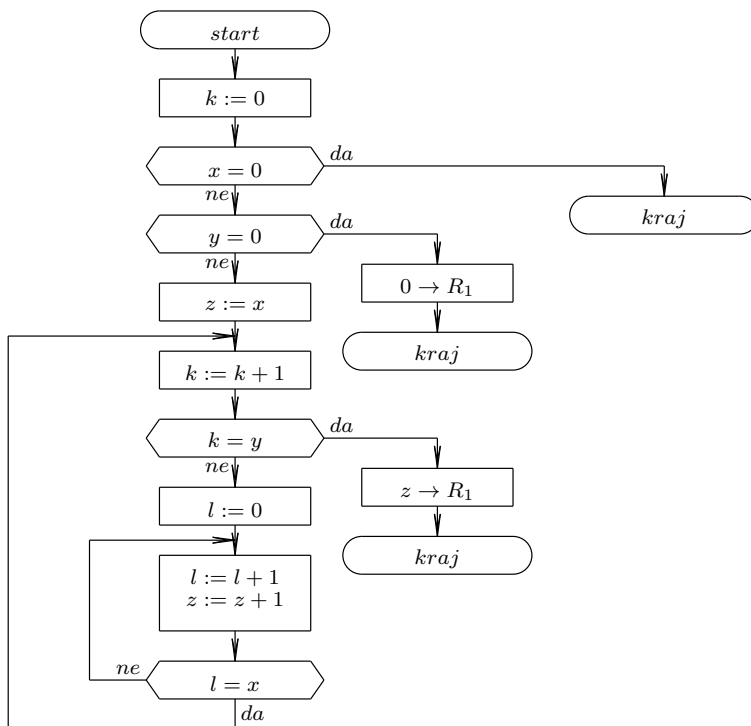 start
k := 0
x = 0
da
ne
kraj
y = 0
da
ne
0 → R₁
z := x
kraj
k := k + 1
k = y
da
ne
z → R₁
l := 0
kraj
l := l + 1
z := z + 1
ne
l = x
da